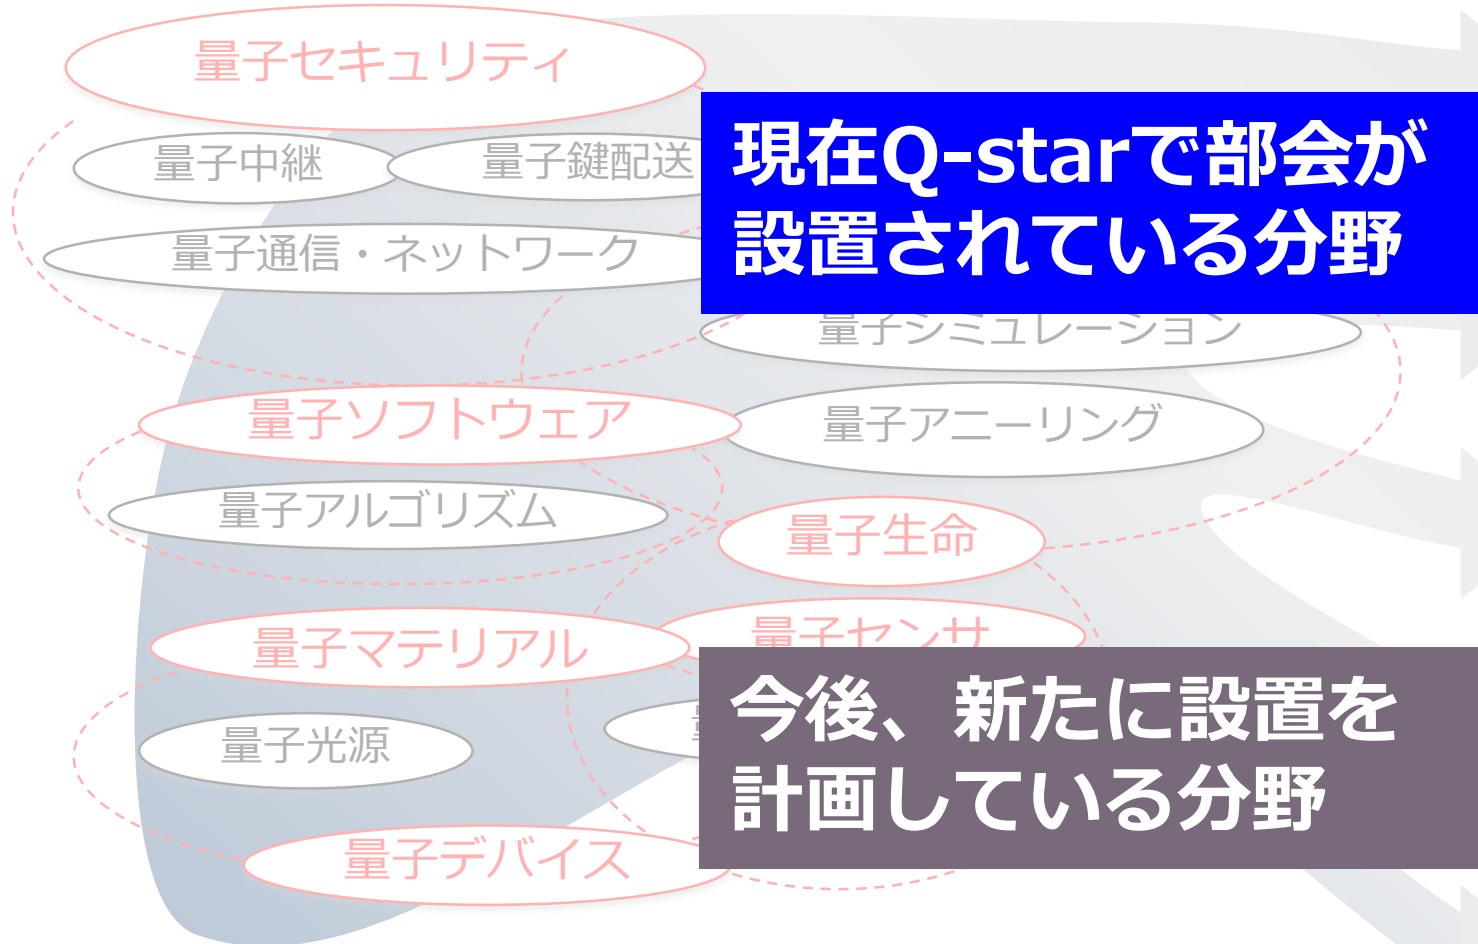 量子セキュリティ
量子中継
量子鍵配送
現在Q-starで部会が
設置されている分野
量子通信・ネットワーク
量子シミュレーション
量子ソフトウェア
量子アニーリング
量子アルゴリズム
量子生命
量子センサ
量子マテリアル
今後、新たに設置を
計画している分野
量子光源
量子デバイス